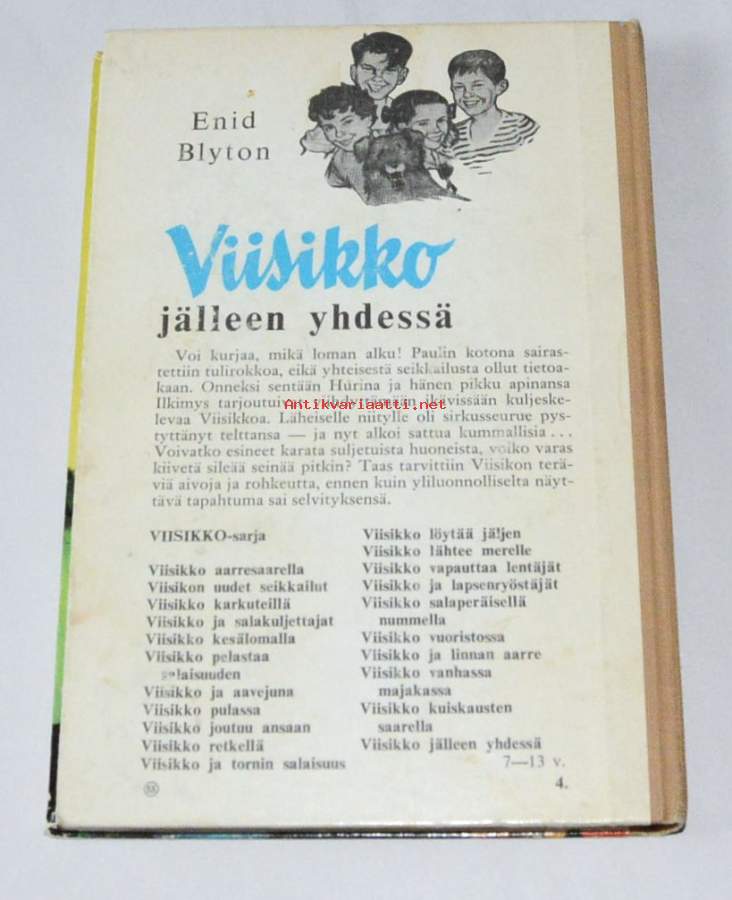 Enid
Blyton
Viisikko
jälleen yhdessä
Voi kurjaa, mikä loman alku! Paulin kotona sairas-
tettiin tulirokkoa, eikä yhteisestä seikkailusta ollut tietoa-
kaan. Onneksi sentään Hurina ja hänen pikku apinansa
Ilkimys tarjoutuivat viihdyttämään ikävissään kuljeske-
Antikvariaatti.net
levaa Viisikkoa. Läheiselle niitylle oli sirkusseurue pys-
tyttänyt telttansa — ja nyt alkoi sattua kummallisia ...
Voivatko esineet karata suljetuista huoneista, voiko varas
kiivetä sileää seinää pitkin? Taas tarvittiin Viisikon terä-
viä aivoja ja rohkeutta, ennen kuin yliluonnolliselta näyt-
tävä tapahtuma sai selvityksensä.
VIISIKKO-sarja
Viisikko aarresaarella
Viisikon uudet seikkailut
Viisikko karkuteillä
Viisikko ja salakuljettajat
Viisikko kesälomalla
Viisikko pelastaa
salaisuuden
Viisikko ja aavejuna
Viisikko pulassa
Viisikko joutuu ansaan
Viisikko retkellä
Viisikko ja tornin salaisuus
Viisikko löytää jäljen
Viisikko lähtee merelle
Viisikko vapauttaa lentäjät
Viisikko ja lapsenryöstäjät
Viisikko salaperäisellä
nummella
Viisikko vuoristossa
Viisikko ja linnan aarre
Viisikko vanhassa
majakassa
Viisikko kuiskausten
saarella
Viisikko jälleen yhdessä
7—13 v.
4.